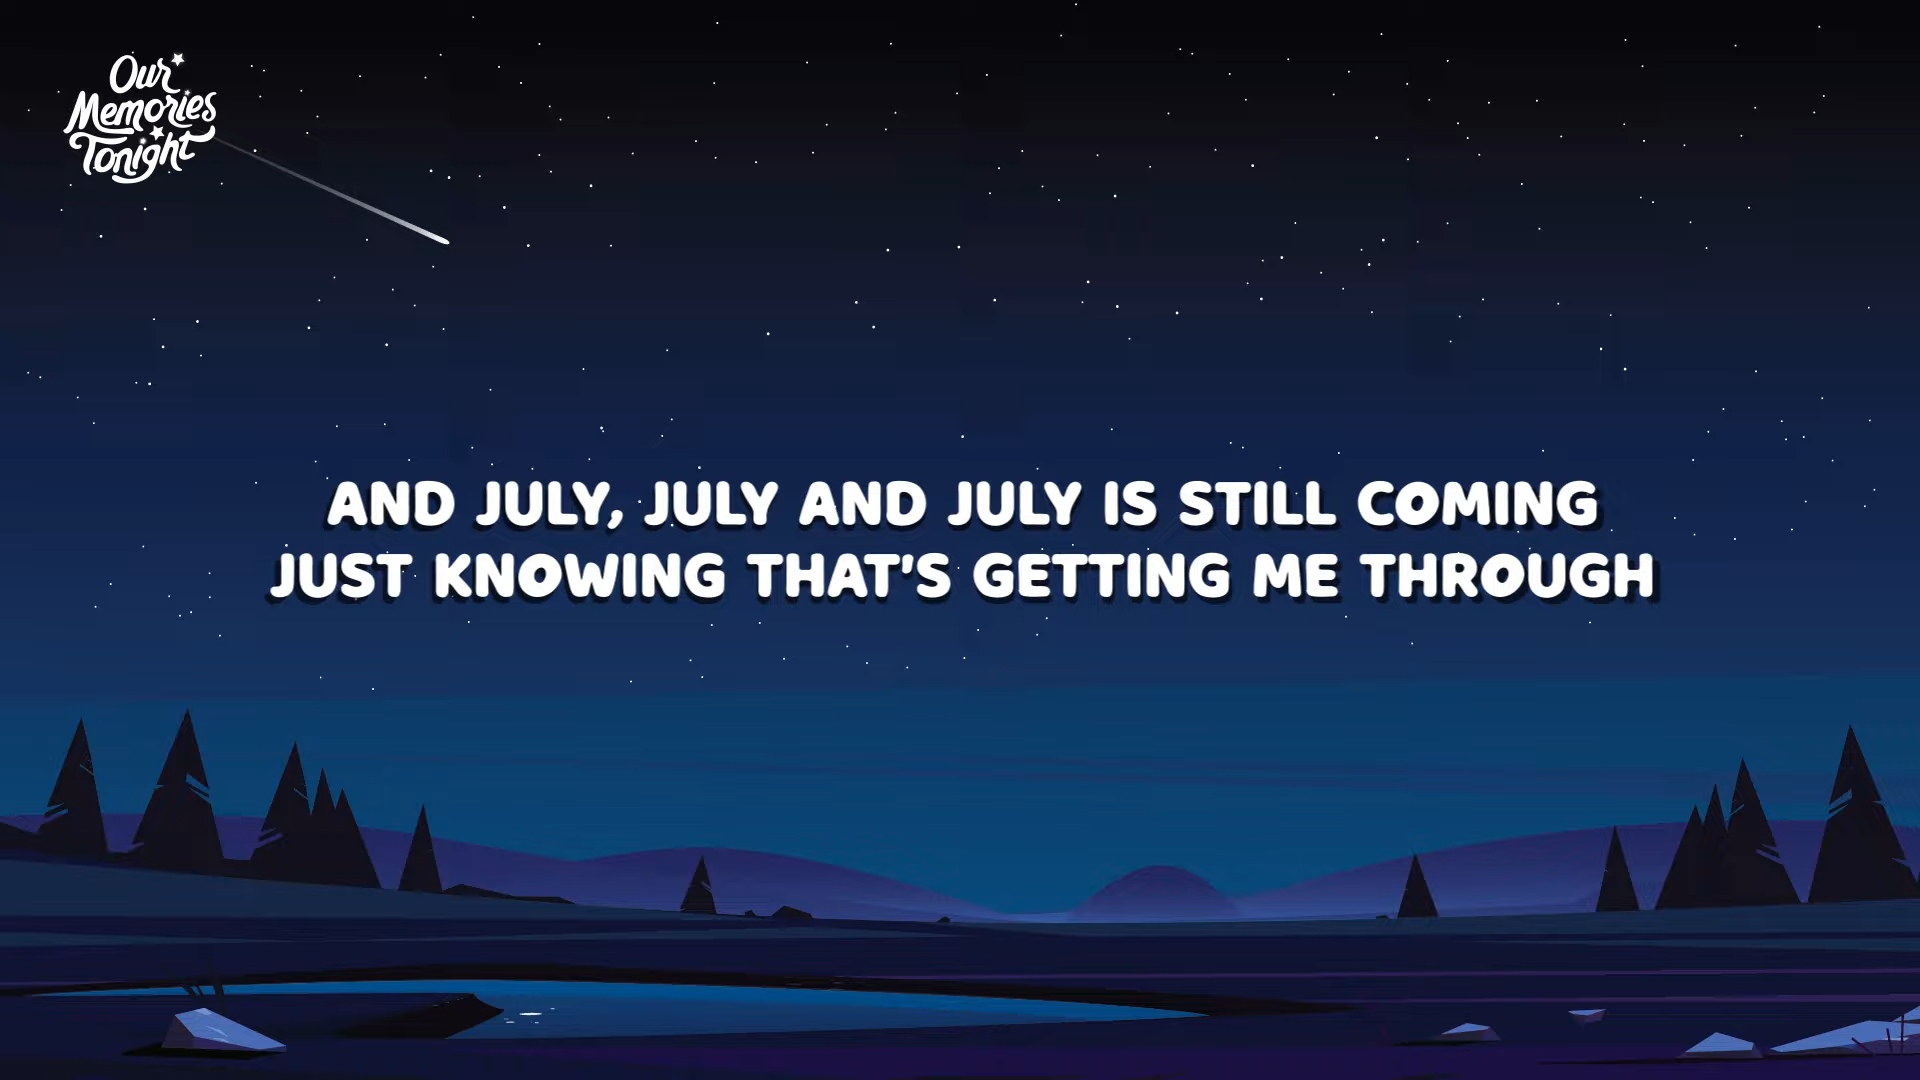 Our
Memories
Tonight
AND JULY, JULY AND JULY IS STILL COMING
JUST KNOWING THAT'S GETTING ME THROUGH